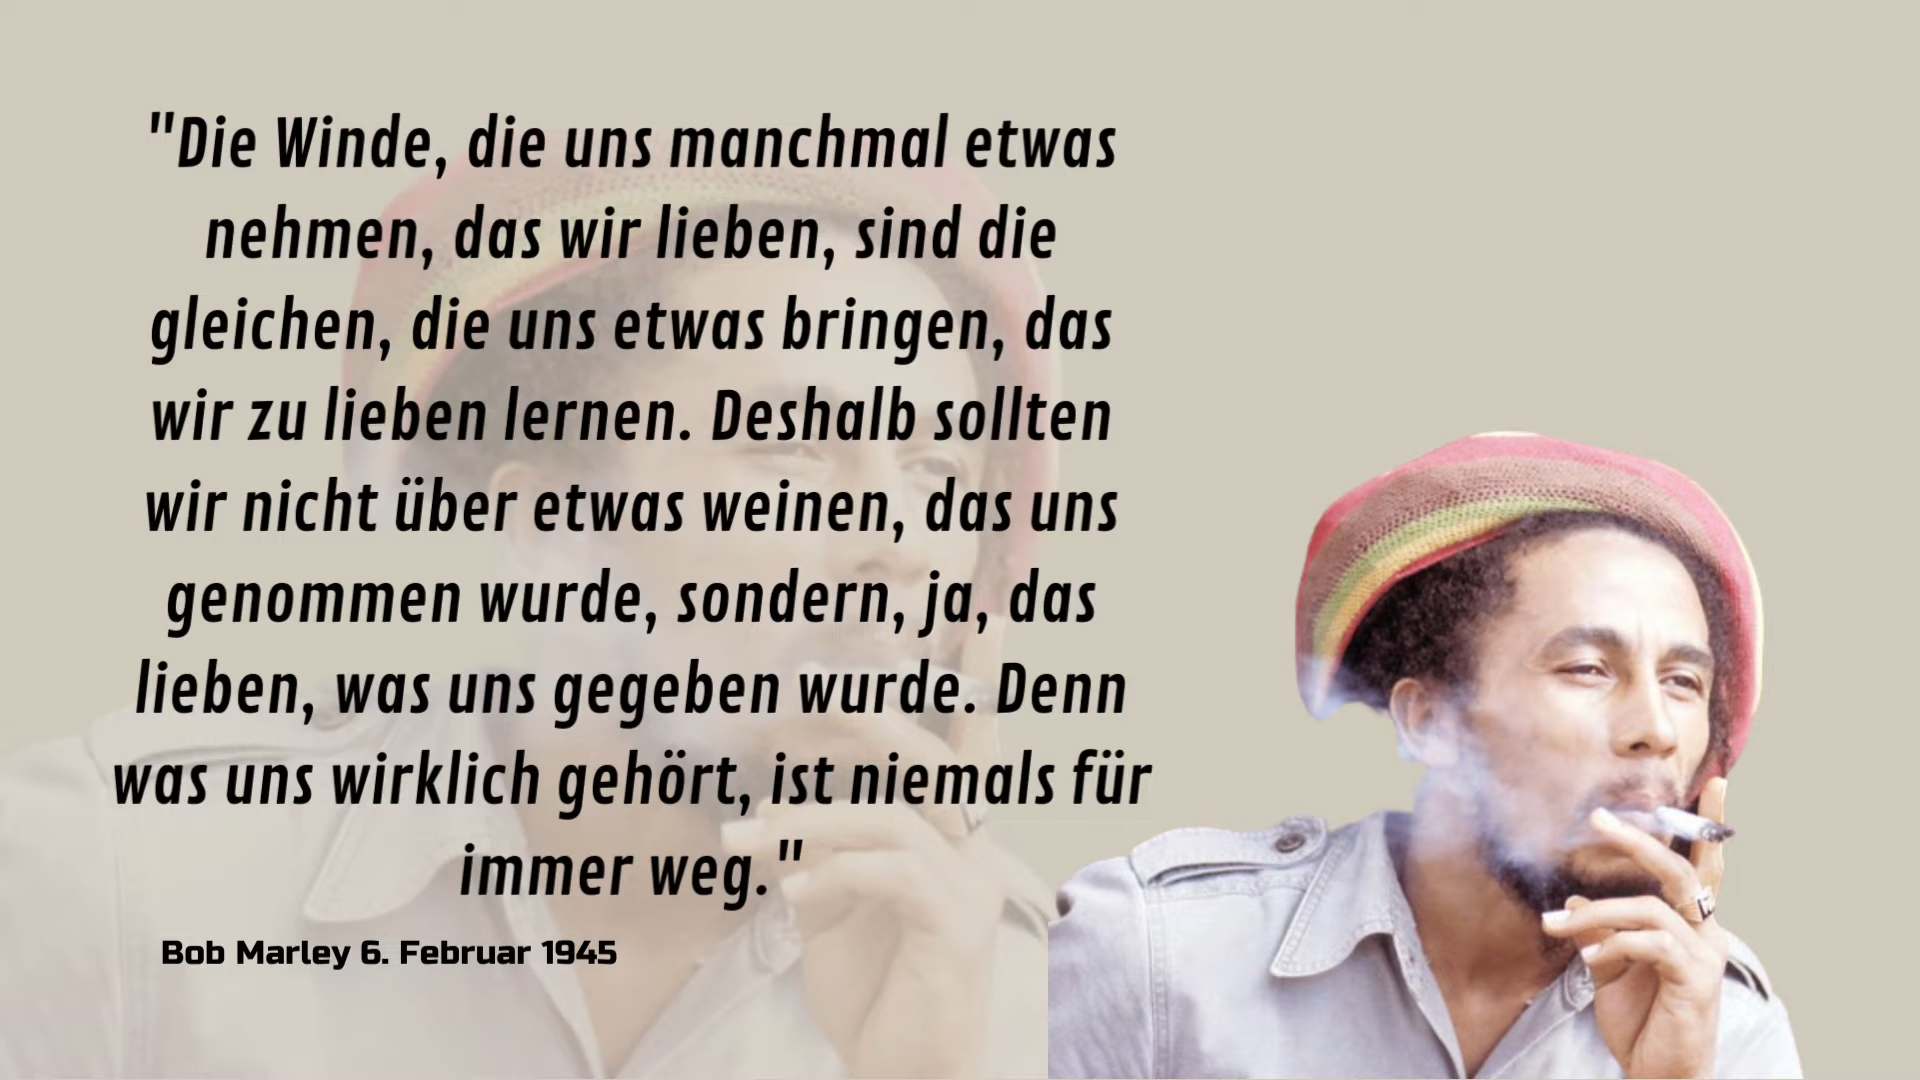 "Die Winde, die uns manchmal etwas
nehmen, das wir lieben, sind die
gleichen, die uns etwas bringen, das
wir zu lieben lernen. Deshalb sollten
wir nicht über etwas weinen, das uns
genommen wurde, sondern, ja, das
lieben, was uns gegeben wurde. Denn
was uns wirklich gehört, ist niemals für
immer weg."
Bob Marley 6. Februar 1945